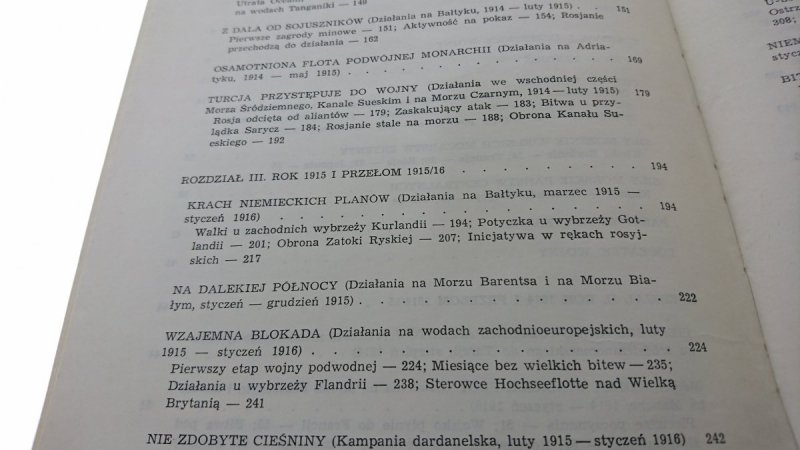 Utrata Oceanii
na wodach Tanganiki — 149
Z DALA OD SOJUSZNIKÓW (Działania na Bałtyku, 1914 — luty 1915) . . 151
Pierwsze zagrody minowe — 151; Aktywność na pokaz — 154; Rosjanie
przechodzą do działania — 162
OSAMOTNIONA FLOTA PODWOJNEJ MONARCHII (Działania na Adria-
tyku, 1914 — maj 1915) . . . . . . . . . . . . 169
TURCJA PRZYSTĘPUJE DO WOJNY (Działania we wschodniej części
Morza Śródziemnego, Kanale Sueskim i na Morzu Czarnym, 1914 — luty 1915) 179
Rosja odcięta od aliantów — 179; Zaskakujący atak — 183; Bitwa u przy-
lądka Sarycz — 184; Rosjanie stale na morzu — 188; Obrona Kanału Su-
eskiego — 192
ROZDZIAŁ III. ROK 1915 I PRZEŁOM 1915/16 . . . . . . . . . 194
KRACH NIEMIECKICH PLANÓW (Działania na Bałtyku, marzec 1915 —
styczeń 1916) . . . . . . . . . . . . . . 194
Walki u zachodnich wybrzeży Kurlandii — 194; Potyczka u wybrzeży Got-
landii — 201; Obrona Zatoki Ryskiej — 207; Inicjatywa w rękach rosyj-
skich — 217
NA DALEKIEJ PÓŁNOCY (Działania na Morzu Barentsa i na Morzu Bia-
łym, styczeń — grudzień 1915) . . . . . . . . . . . . 222
WZAJEMNA BLOKADA (Działania na wodach zachodnioeuropejskich, luty
1915 — styczeń 1916) . . . . . . . . . . . . . 224
Pierwszy etap wojny podwodnej — 224; Miesiące bez wielkich bitew — 235;
Działania u wybrzeży Flandrii — 238; Sterowce Hochseeflotte nad Wielką
Brytanią — 241
NIE ZDOBYTE CIEŚNINY (Kampania dardanelska, luty 1915 — styczeń 1916) 242
Ostrz
208;
NIEM
stycz
BIT